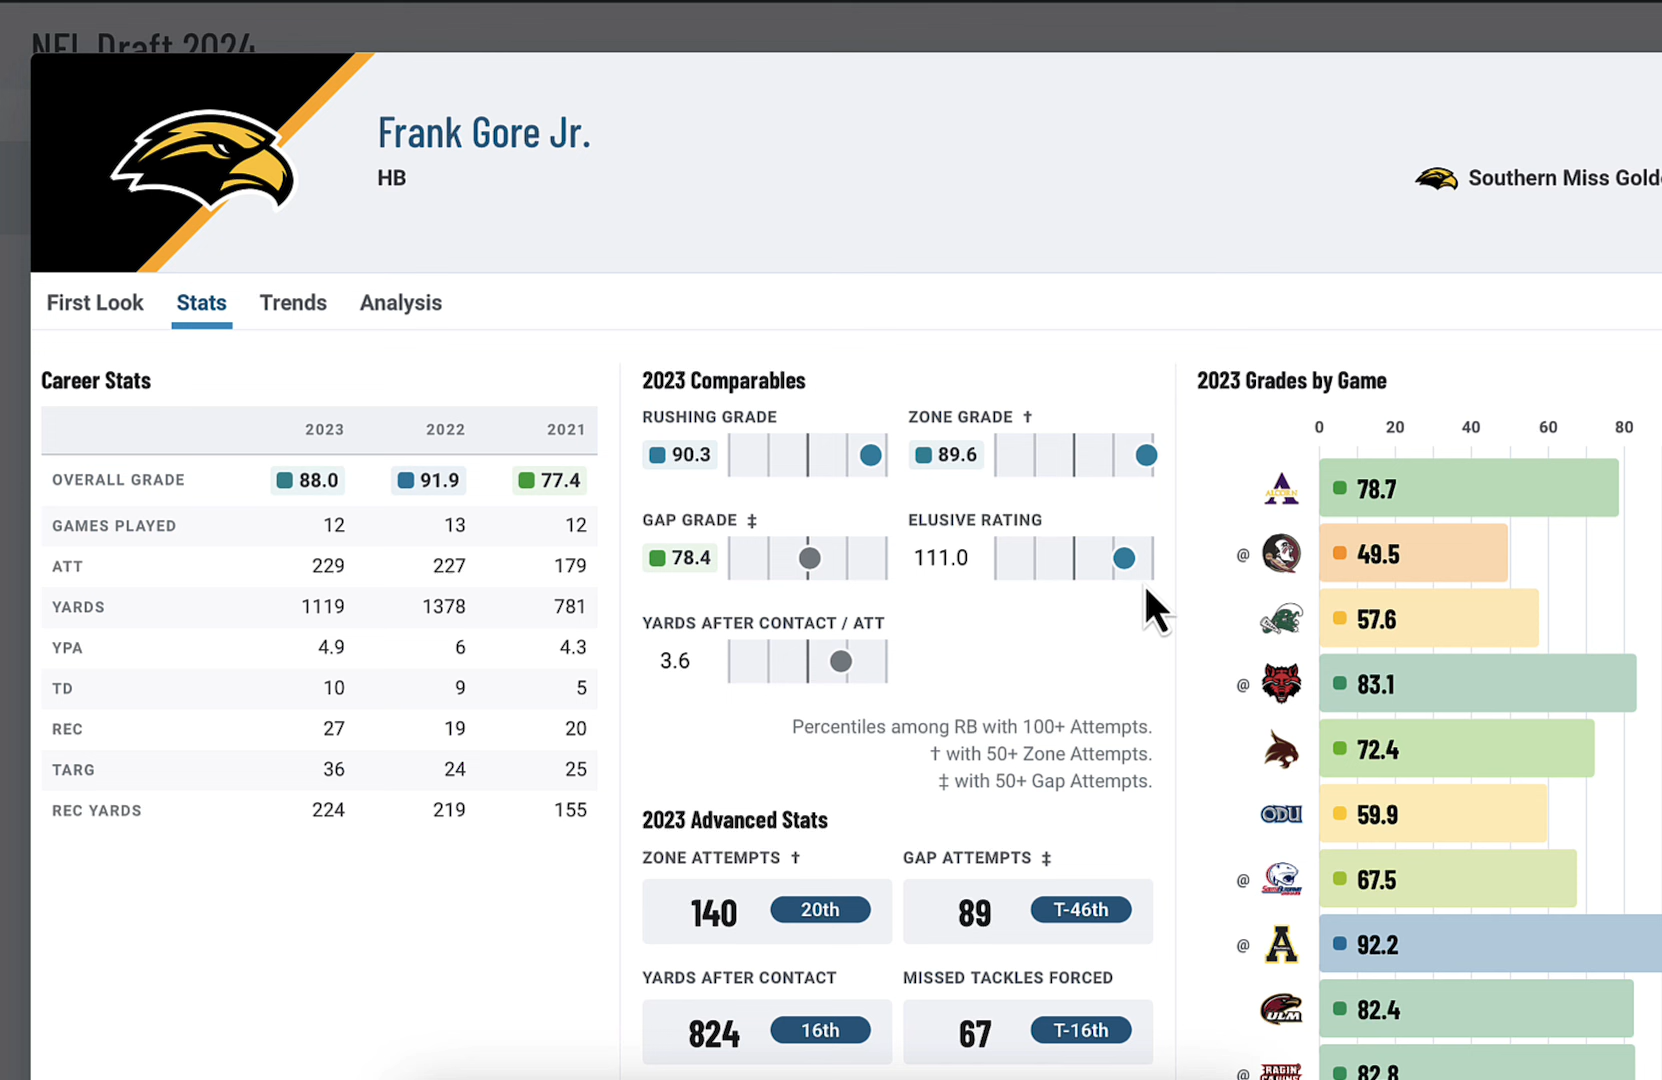 NFL Draft 2024
Frank Gore Jr.
HB
Southern Miss Gold
First Look Stats Trends Analysis
Career Stats
2023 2022 2021
OVERALL GRADE 88.0 91.9 77.4
GAMES PLAYED 12 13 12
ATT 229 227 179
YARDS 1119 1378 781
YPA 4.9 6 4.3
TD 10 9 5
REC 27 19 20
TARG 36 24 25
REC YARDS 224 219 155
2023 Comparables
RUSHING GRADE ZONE GRADE †
90.3 89.6
GAP GRADE ‡ ELUSIVE RATING
78.4 111.0
YARDS AFTER CONTACT / ATT
3.6
Percentiles among RB with 100+ Attempts.
† with 50+ Zone Attempts.
‡ with 50+ Gap Attempts.
2023 Advanced Stats
ZONE ATTEMPTS † GAP ATTEMPTS ‡
140 20th 89 T-46th
YARDS AFTER CONTACT MISSED TACKLES FORCED
824 16th 67 T-16th
2023 Grades by Game
0 20 40 60 80
ALCORN 78.7
@ 49.5
57.6
@ 83.1
72.4
ODU 59.9
@ 67.5
@ A 92.2
ULM 82.4
@ RAGIN 82.8